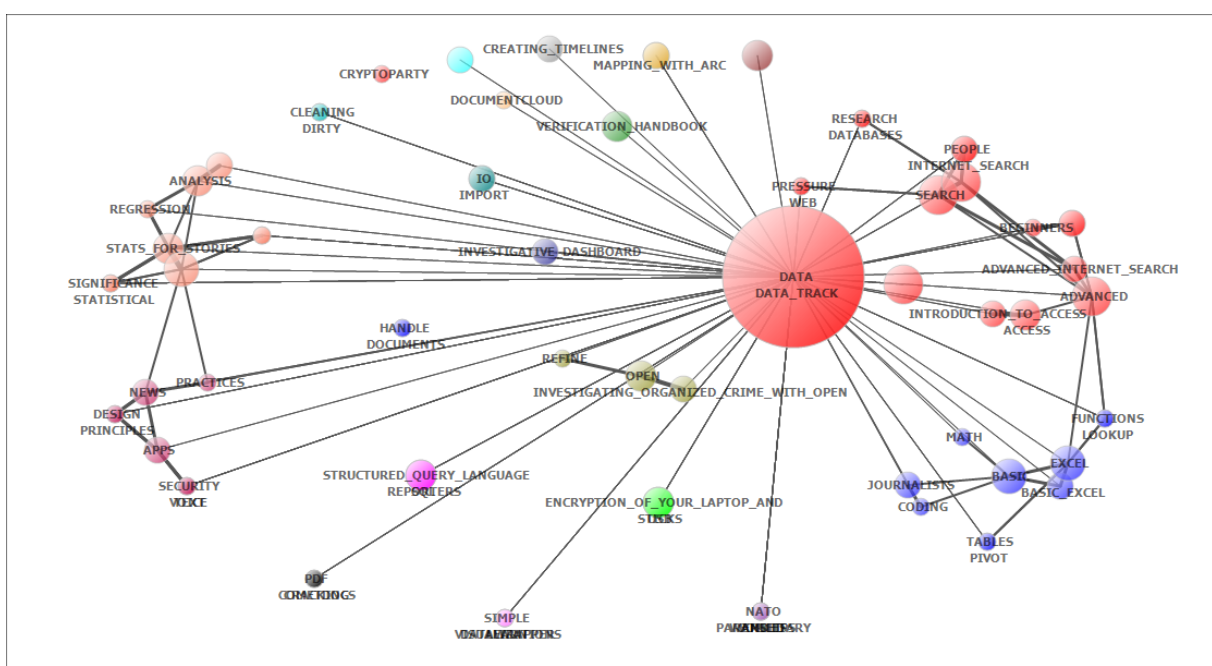 CREATING_TIMELINES
MAPPING_WITH_ARC
CRYPTOPARTY
DOCUMENTCLOUD
CLEANING
DIRTY
VERIFICATION_HANDBOOK
RESEARCH
DATABASES
PEOPLE
INTERNET_SEARCH
ANALYSIS
IO
IMPORT
PRESSURE
WEB
SEARCH
REGRESSION
BEGINNERS
STATS_FOR_STORIES
INVESTIGATIVE_DASHBOARD
ADVANCED_INTERNET_SEARCH
SIGNIFICANCE
STATISTICAL
DATA
DATA_TRACK
ADVANCED
INTRODUCTION_TO_ACCESS
ACCESS
HANDLE
DOCUMENTS
REFINE
OPEN
INVESTIGATING_ORGANIZED_CRIME_WITH_OPEN
PRACTICES
NEWS
DESIGN
PRINCIPLES
APPS
FUNCTIONS
LOOKUP
MATH
EXCEL
BASIC
BASIC_EXCEL
JOURNALISTS
CODING
STRUCTURED_QUERY_LANGUAGE
SECURITY
ENCRYPTION_OF_YOUR_LAPTOP_AND
TABLES
PIVOT
PDF
SIMPLE
NATO